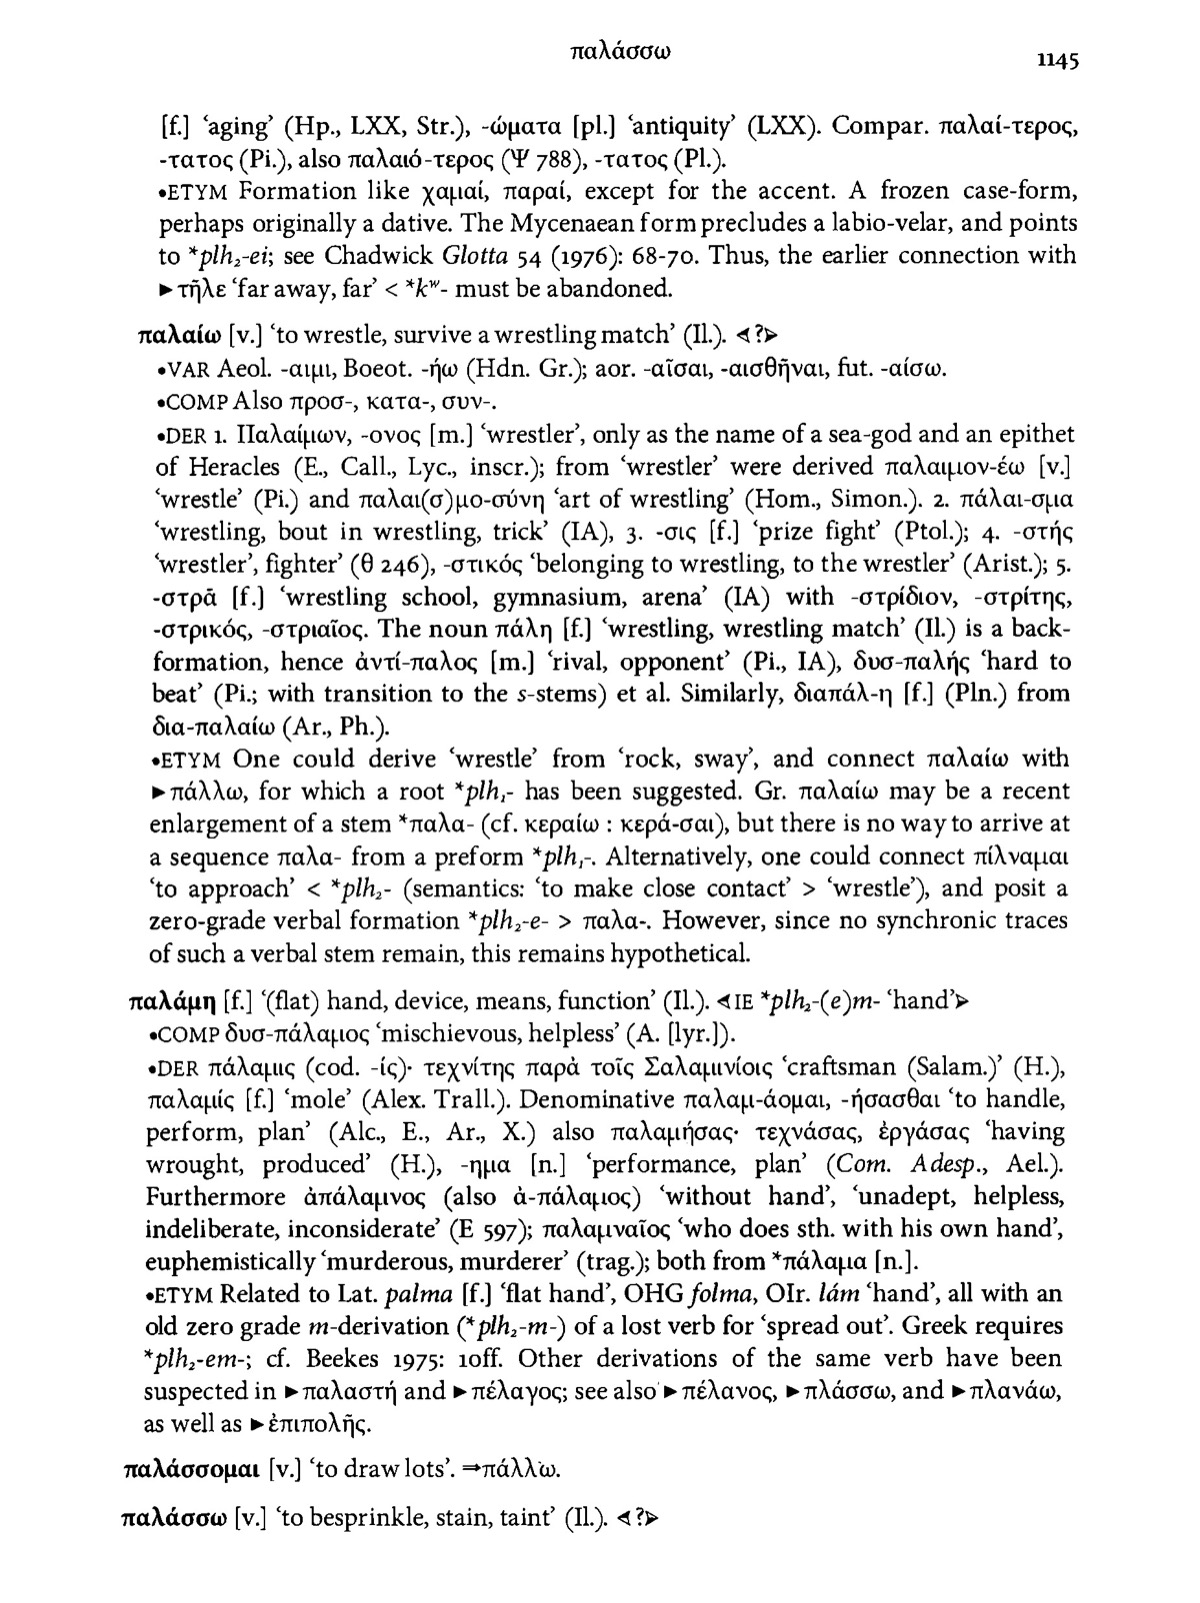 παλάσσω
1145
[f.] ‘aging’ (Hp., LXX, Str.), -ώματα [pl.] ‘antiquity’ (LXX). Compar. παλαί-τερος,
-τατος (Pi.), also παλαιό-τερος (Ψ 788), -τατος (Pl.).
•ETYM Formation like χαμαί, παραί, except for the accent. A frozen case-form,
perhaps originally a dative. The Mycenaean form precludes a labio-velar, and points
to *plh₂-ei; see Chadwick Glotta 54 (1976): 68-70. Thus, the earlier connection with
►τῆλε ‘far away, far’ < *kʷ- must be abandoned.
παλαίω [v.] ‘to wrestle, survive a wrestling match’ (Il.). ⋖?⋗
•VAR Aeol. -αιμι, Boeot. -ήω (Hdn. Gr.); aor. -αῖσαι, -αισθῆναι, fut. -αίσω.
•COMP Also προσ-, κατα-, συν-.
•DER 1. Παλαίμων, -ονος [m.] ‘wrestler’, only as the name of a sea-god and an epithet
of Heracles (E., Call., Lyc., inscr.); from ‘wrestler’ were derived παλαιμον-έω [v.]
‘wrestle’ (Pi.) and παλαι(σ)μο-σύνη ‘art of wrestling’ (Hom., Simon.). 2. πάλαι-σμα
‘wrestling, bout in wrestling, trick’ (IA), 3. -σις [f.] ‘prize fight’ (Ptol.); 4. -στής
‘wrestler’, fighter’ (θ 246), -στικός ‘belonging to wrestling, to the wrestler’ (Arist.); 5.
-στρᾱ [f.] ‘wrestling school, gymnasium, arena’ (IA) with -στρίδιον, -στρίτης,
-στρικός, -στριαῖος. The noun πάλη [f.] ‘wrestling, wrestling match’ (Il.) is a back-
formation, hence ἀντί-παλος [m.] ‘rival, opponent’ (Pi., IA), δυσ-παλής ‘hard to
beat’ (Pi.; with transition to the s-stems) et al. Similarly, διαπάλ-η [f.] (Pln.) from
δια-παλαίω (Ar., Ph.).
•ETYM One could derive ‘wrestle’ from ‘rock, sway’, and connect παλαίω with
►πάλλω, for which a root *plh₁- has been suggested. Gr. παλαίω may be a recent
enlargement of a stem *παλα- (cf. κεραίω : κερά-σαι), but there is no way to arrive at
a sequence παλα- from a preform *plh₁-. Alternatively, one could connect πίλναμαι
‘to approach’ < *plh₂- (semantics: ‘to make close contact’ > ‘wrestle’), and posit a
zero-grade verbal formation *plh₂-e- > παλα-. However, since no synchronic traces
of such a verbal stem remain, this remains hypothetical.
παλάμη [f.] ‘(flat) hand, device, means, function’ (Il.). ⋖IE *plh₂-(e)m- ‘hand’⋗
•COMP δυσ-πάλαμος ‘mischievous, helpless’ (A. [lyr.]).
•DER πάλαμις (cod. -ίς)· τεχνίτης παρὰ τοῖς Σαλαμινίοις ‘craftsman (Salam.)’ (H.),
παλαμίς [f.] ‘mole’ (Alex. Trall.). Denominative παλαμ-άομαι, -ήσασθαι ‘to handle,
perform, plan’ (Alc., E., Ar., X.) also παλαμήσας· τεχνάσας, ἐργάσας ‘having
wrought, produced’ (H.), -ημα [n.] ‘performance, plan’ (Com. Adesp., Ael.).
Furthermore ἀπάλαμνος (also ἀ-πάλαμος) ‘without hand’, ‘unadept, helpless,
indeliberate, inconsiderate’ (E 597); παλαμναῖος ‘who does sth. with his own hand’,
euphemistically ‘murderous, murderer’ (trag.); both from *πάλαμα [n.].
•ETYM Related to Lat. palma [f.] ‘flat hand’, OHG folma, OIr. lám ‘hand’, all with an
old zero grade m-derivation (*plh₂-m-) of a lost verb for ‘spread out’. Greek requires
*plh₂-em-; cf. Beekes 1975: 10ff. Other derivations of the same verb have been
suspected in ►παλαστή and ►πέλαγος; see also ►πέλανος, ►πλάσσω, and ►πλανάω,
as well as ►ἐπιπολῆς.
παλάσσομαι [v.] ‘to draw lots’. ⇒πάλλω.
παλάσσω [v.] ‘to besprinkle, stain, taint’ (Il.). ⋖?⋗